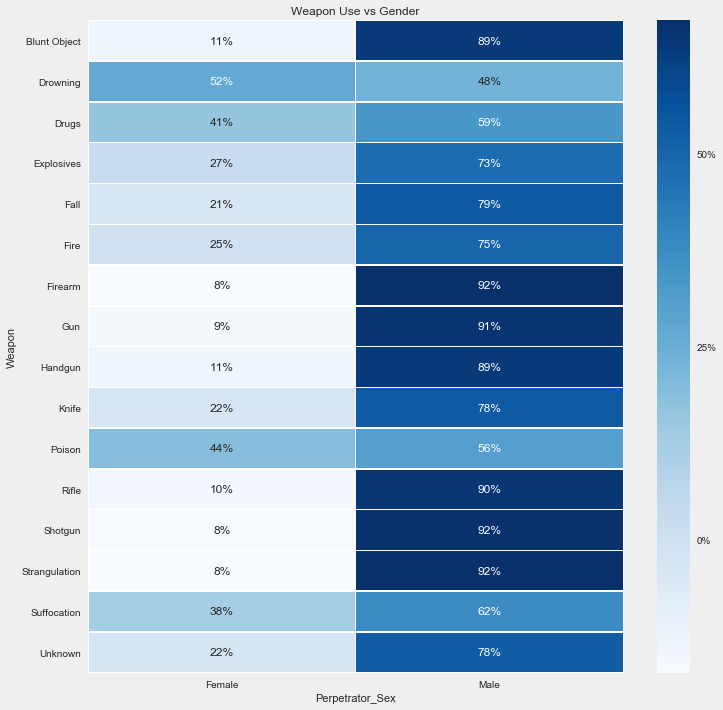 Weapon Use vs Gender
Blunt Object 11% 89%
Drowning 52% 48%
Drugs 41% 59%
Explosives 27% 73%
Fall 21% 79%
Fire 25% 75%
Firearm 8% 92%
Gun 9% 91%
Handgun 11% 89%
Knife 22% 78%
Poison 44% 56%
Rifle 10% 90%
Shotgun 8% 92%
Strangulation 8% 92%
Suffocation 38% 62%
Unknown 22% 78%
Female Male
Perpetrator_Sex
Weapon
50%
25%
0%